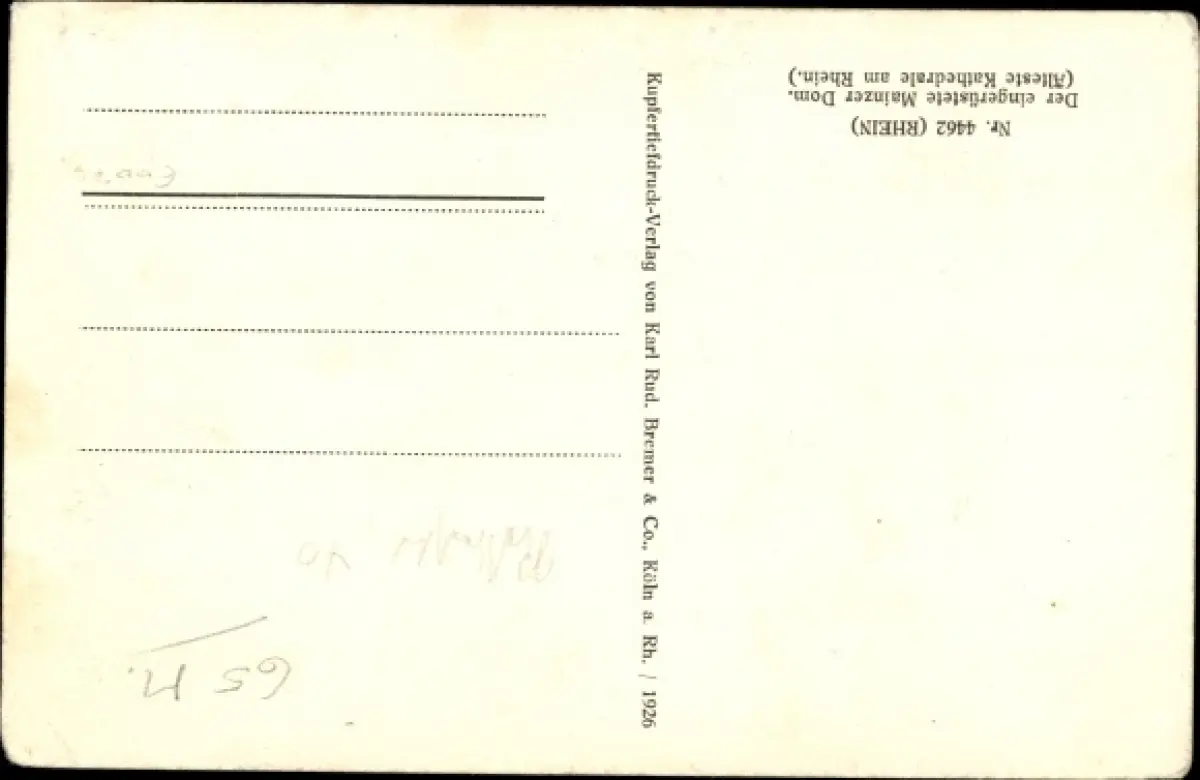 Nr. 4462 (RHEIN)
Der eingerüstete Mainzer Dom.
(Älteste Kathedrale am Rhein.)
Kupfertiefdruck-Verlag von Karl Rud. Bremer & Co., Köln a. Rh. / 1926
65 M.